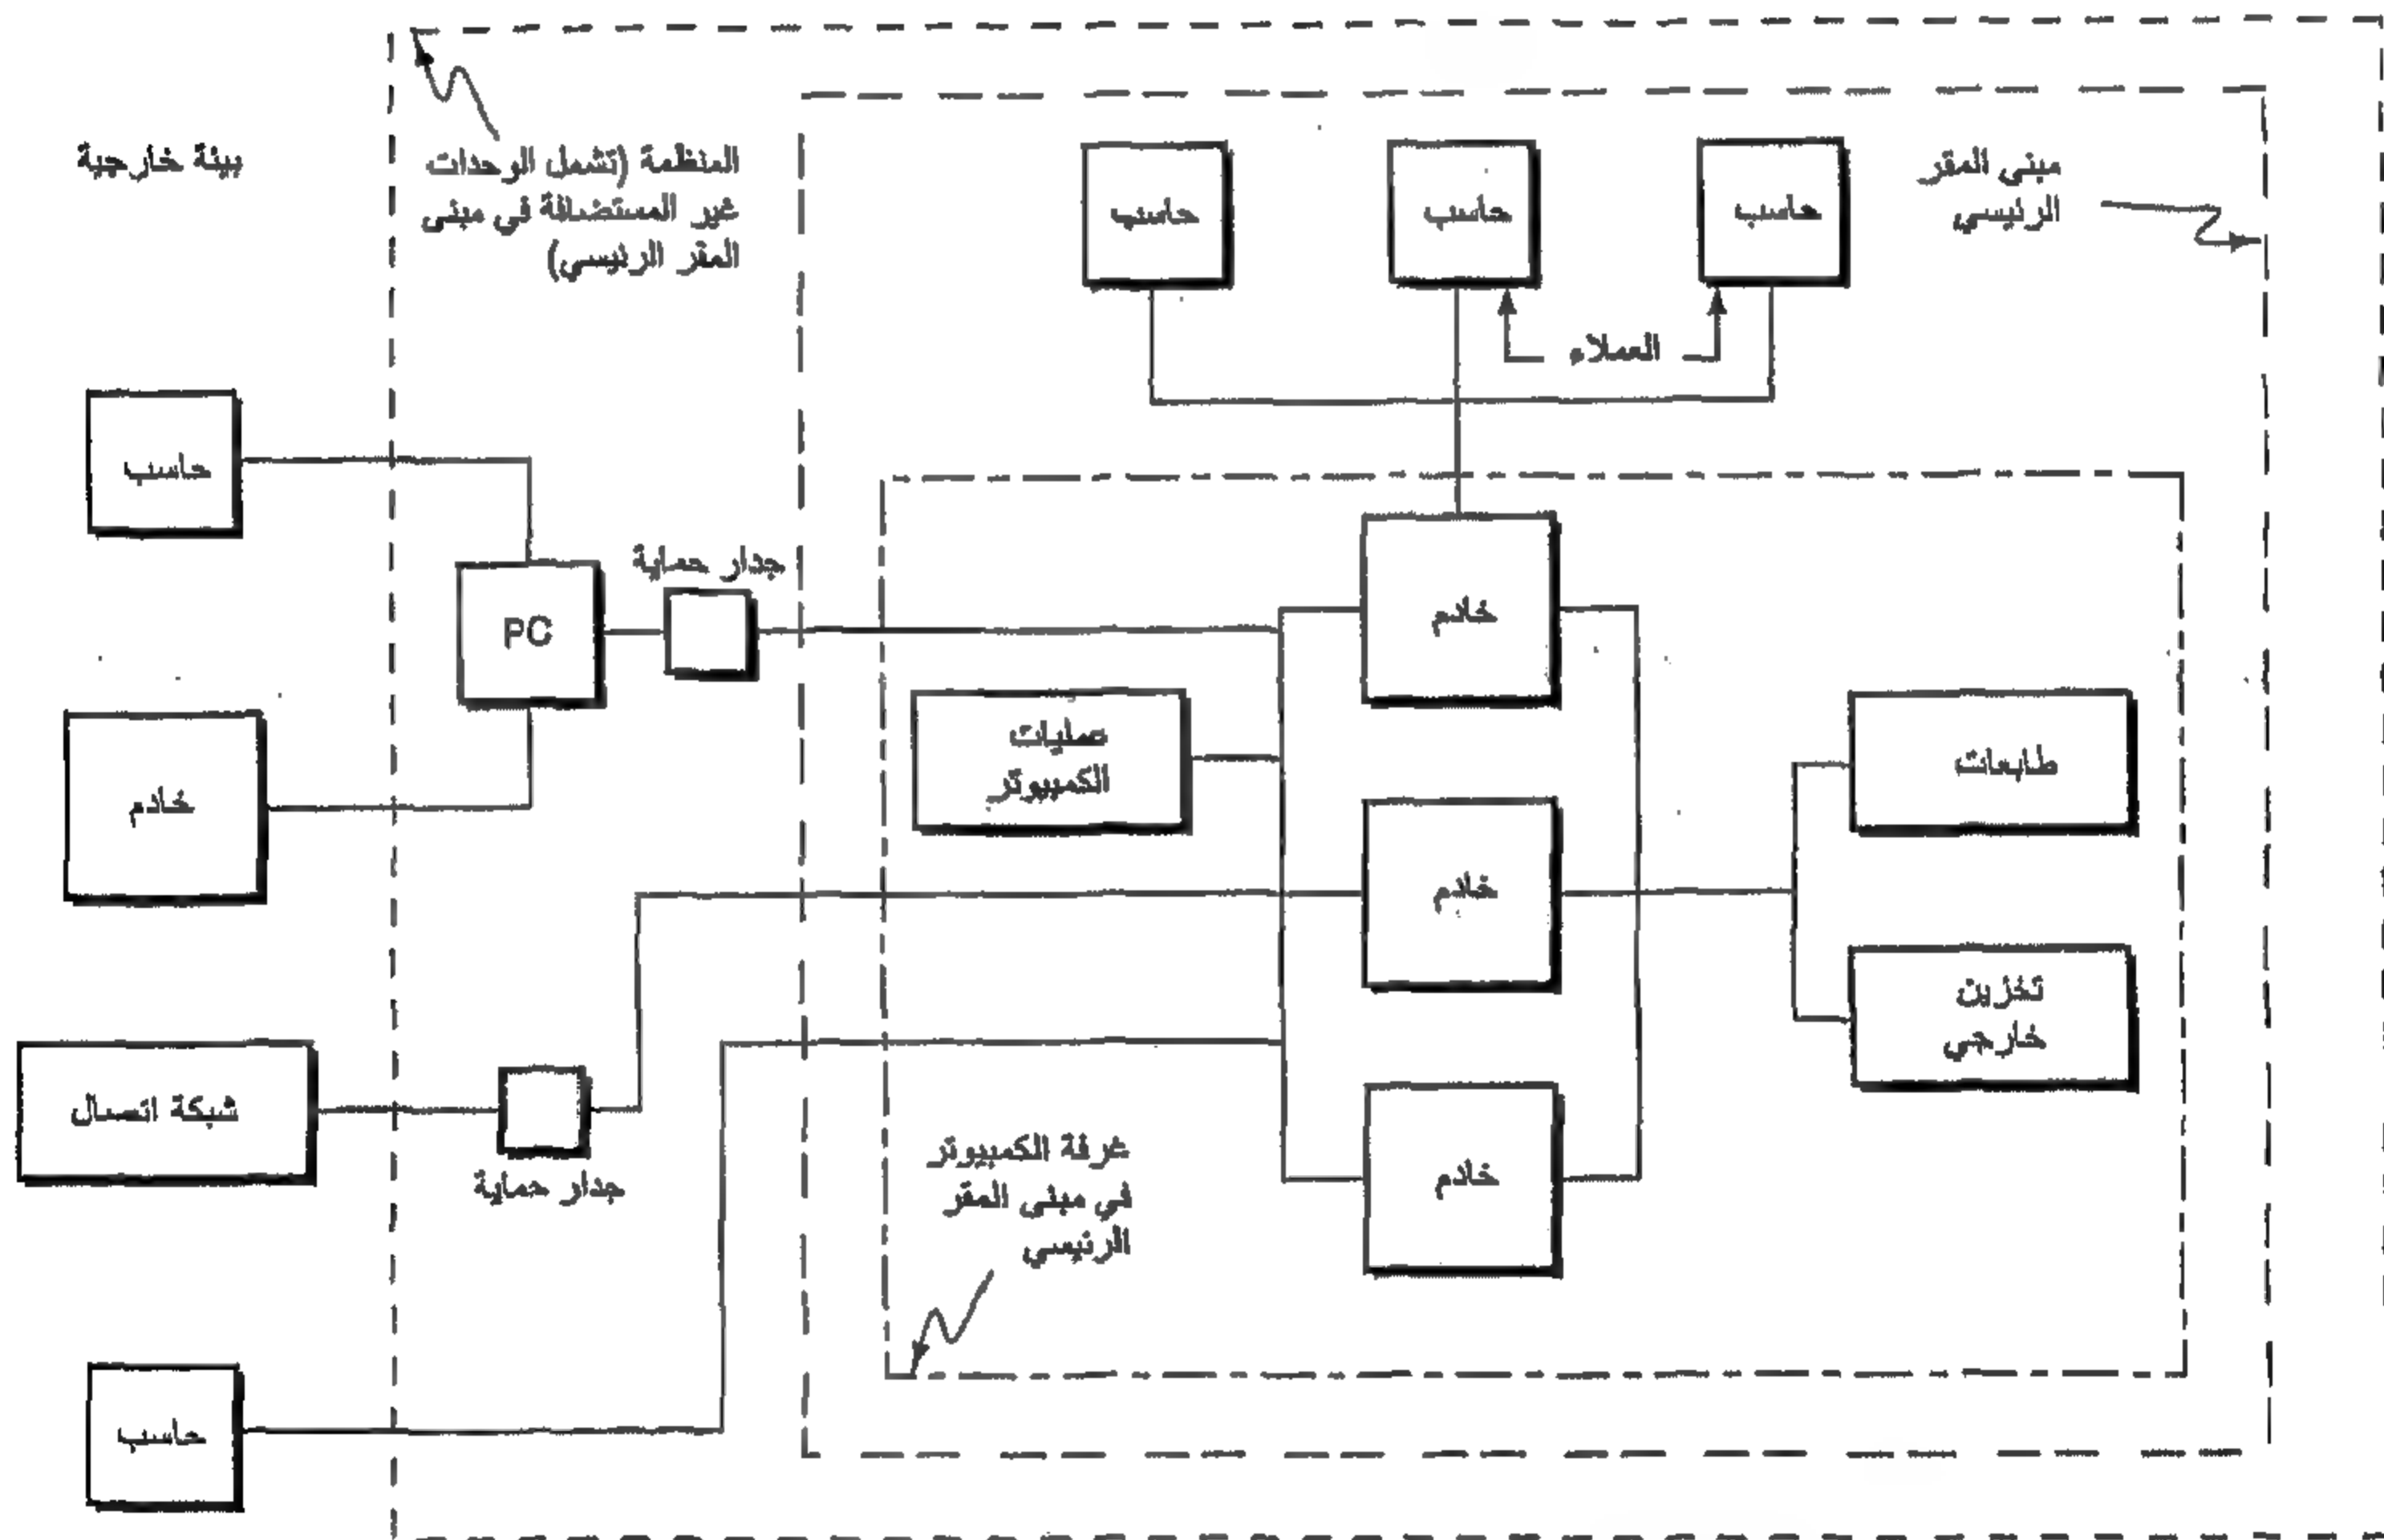 بيئة خارجية
المنظمة (تشمل الوحدات
غير المستضافة في مبنى
المقر الرئيسي)
مبنى المقر
الرئيسي
حاسب
حاسب
حاسب
العملاء
حاسب
جدار حماية
PC
خادم
خادم
عمليات
الكمبيوتر
طابعات
خادم
خادم
تخزين
خارجي
شبكة اتصال
جدار حماية
غرفة الكمبيوتر
في مبنى المقر
الرئيسي
خادم
حاسب